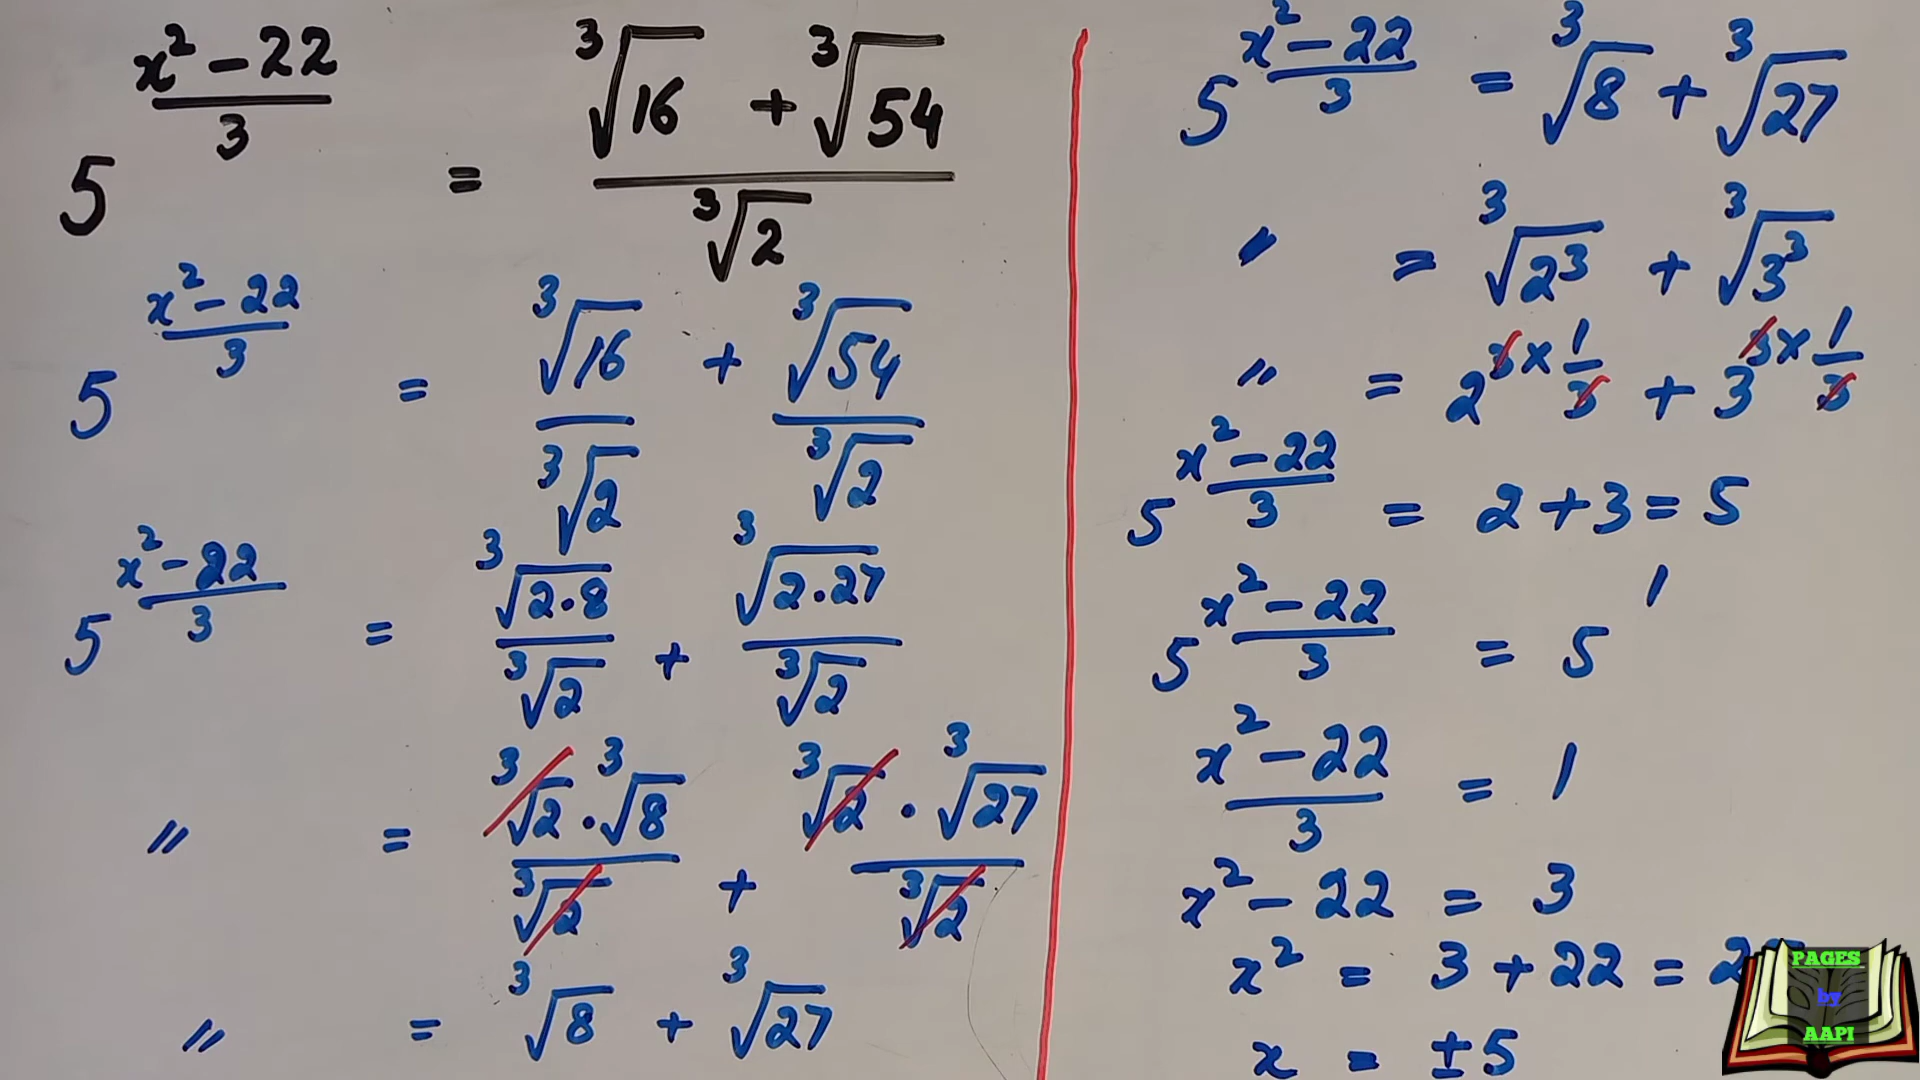 5^((x²-22)/3) = (∛16 + ∛54)/∛2
5^((x²-22)/3) = ∛16/∛2 + ∛54/∛2
5^((x²-22)/3) = ∛(2·8)/∛2 + ∛(2·27)/∛2
〃 = (∛2·∛8)/∛2 + (∛2·∛27)/∛2
〃 = ∛8 + ∛27
5^((x²-22)/3) = ∛8 + ∛27
〃 = ∛(2³) + ∛(3³)
〃 = 2^(3×1/3) + 3^(3×1/3)
5^((x²-22)/3) = 2+3 = 5
5^((x²-22)/3) = 5^1
(x²-22)/3 = 1
x²-22 = 3
x² = 3+22 =
x = ±5
PAGES
by
AAPI